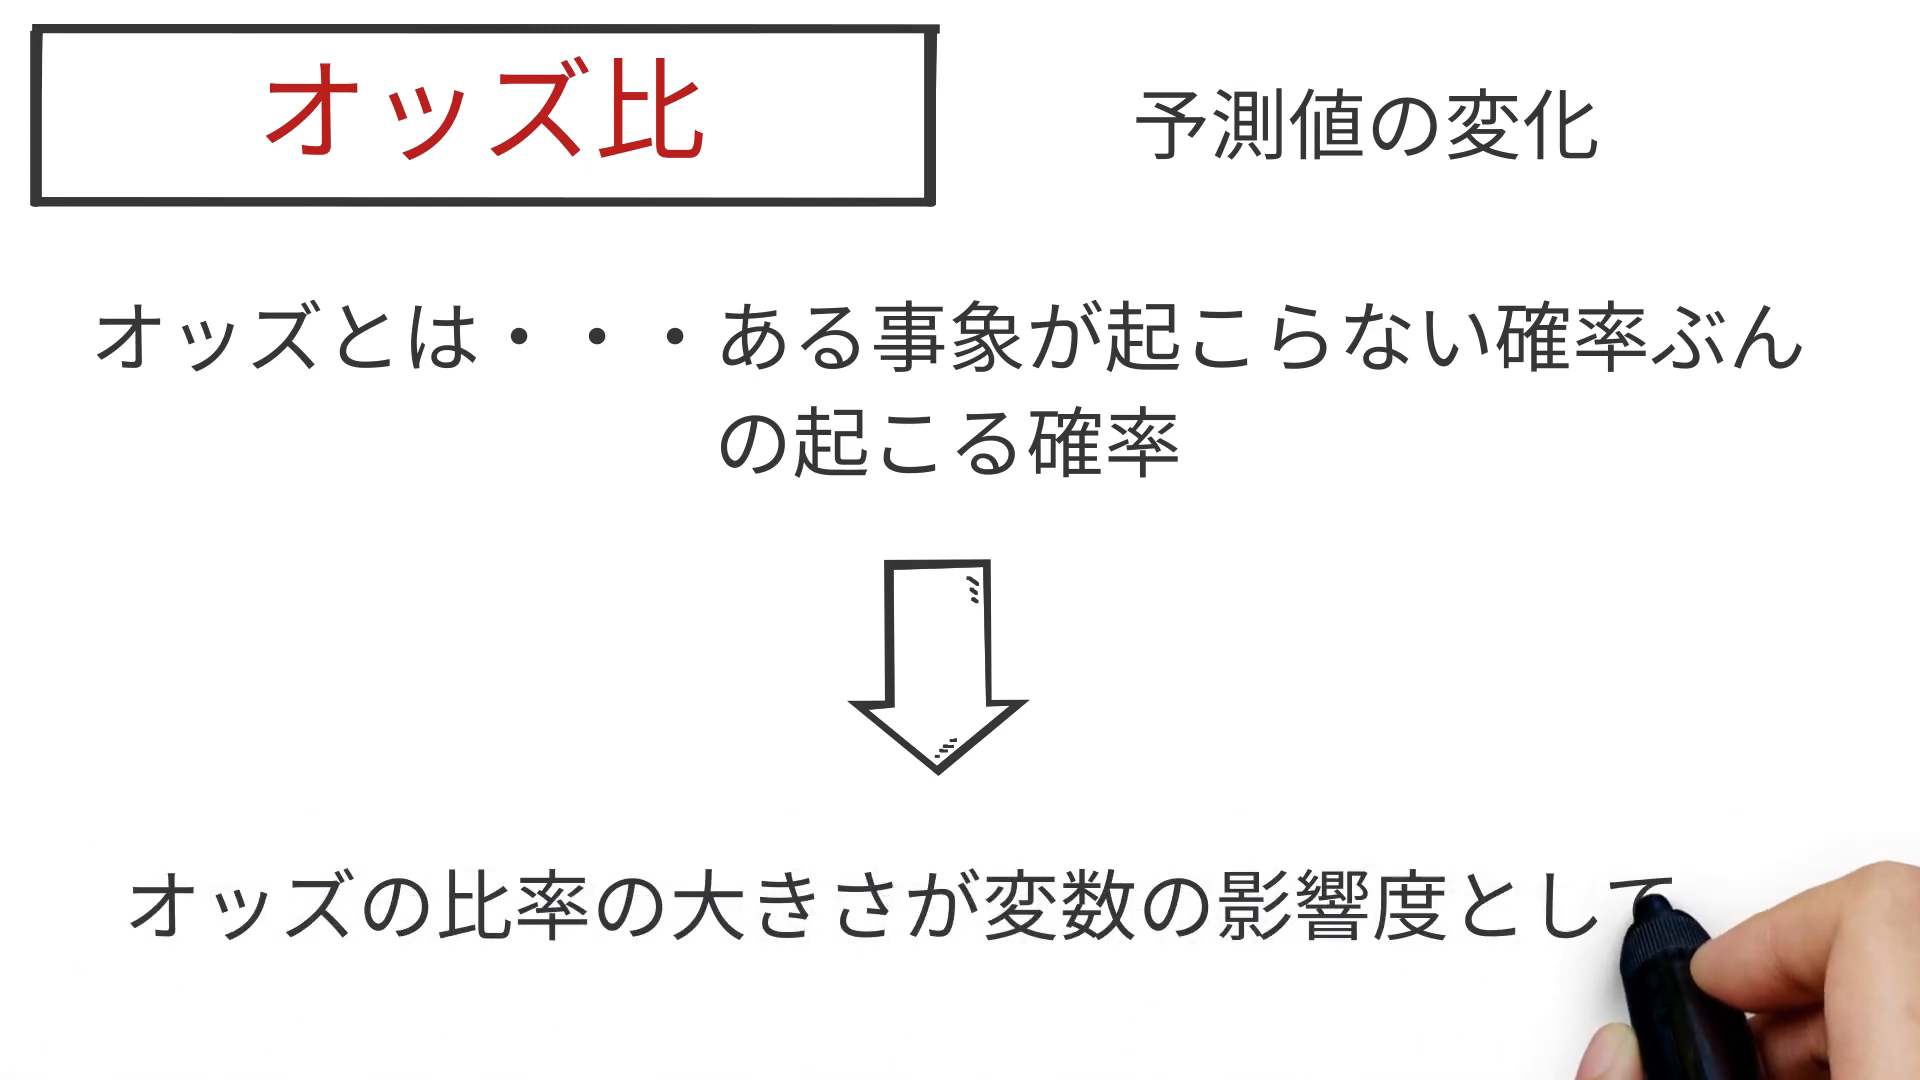 オッズ比
予測値の変化
オッズとは・・・ある事象が起こらない確率ぶん
の起こる確率
オッズの比率の大きさが変数の影響度として